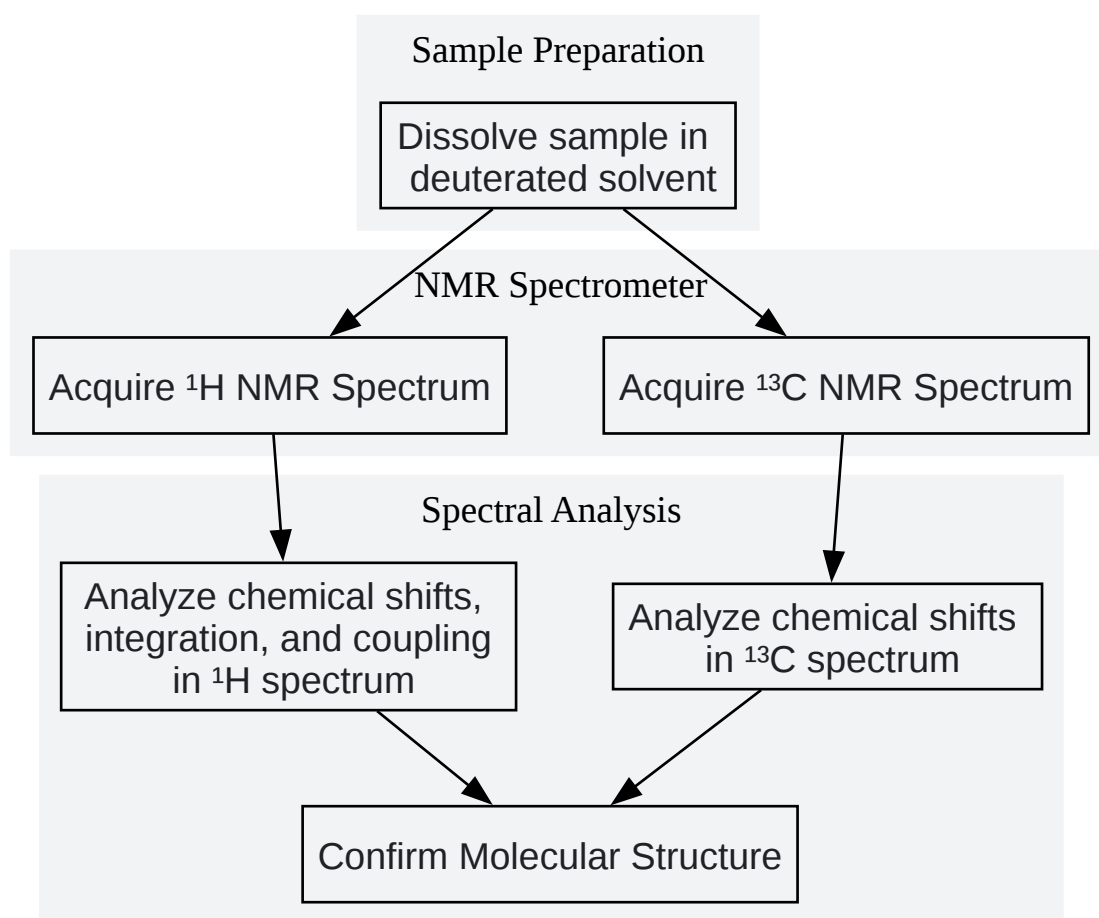 Sample Preparation
Dissolve sample in
deuterated solvent
NMR Spectrometer
Acquire ¹H NMR Spectrum
Acquire ¹³C NMR Spectrum
Spectral Analysis
Analyze chemical shifts,
integration, and coupling
in ¹H spectrum
Analyze chemical shifts
in ¹³C spectrum
Confirm Molecular Structure